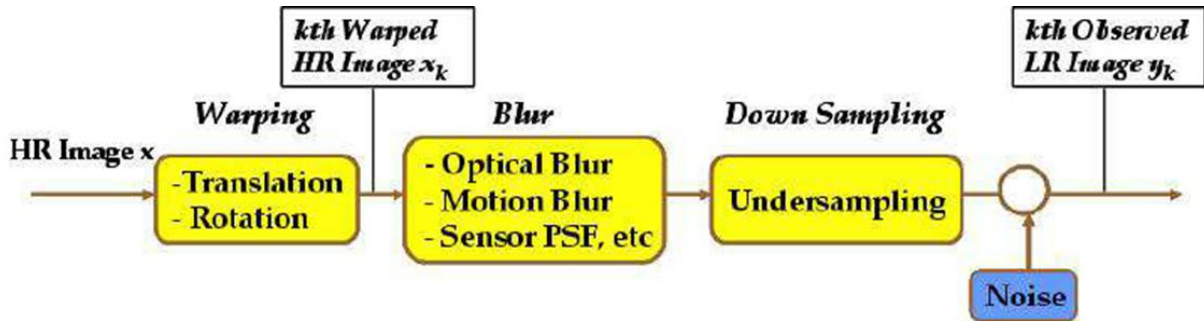 kth Warped
HR Image xk
kth Observed
LR Image yk
Warping
Blur
Down Sampling
HR Image x
-Translation
- Rotation
- Optical Blur
- Motion Blur
- Sensor PSF, etc
Undersampling
Noise